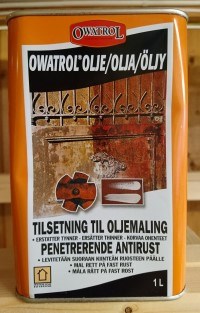 OWATROL
OWATROL® OLJE/OLJA/ÖLJY
TILSETNING TIL OLJEMALING
• ERSTATTER TYNNER - ERSÄTTER THINNER - KORVAA OHENTEET
PENETRERENDE ANTIRUST
• LEVITETÄÄN SUORAAN KIINTEÄN RUOSTEEN PÄÄLLE
• MAL RETT PÅ FAST RUST
• MÅLA RÄTT PÅ FAST ROST
1 L